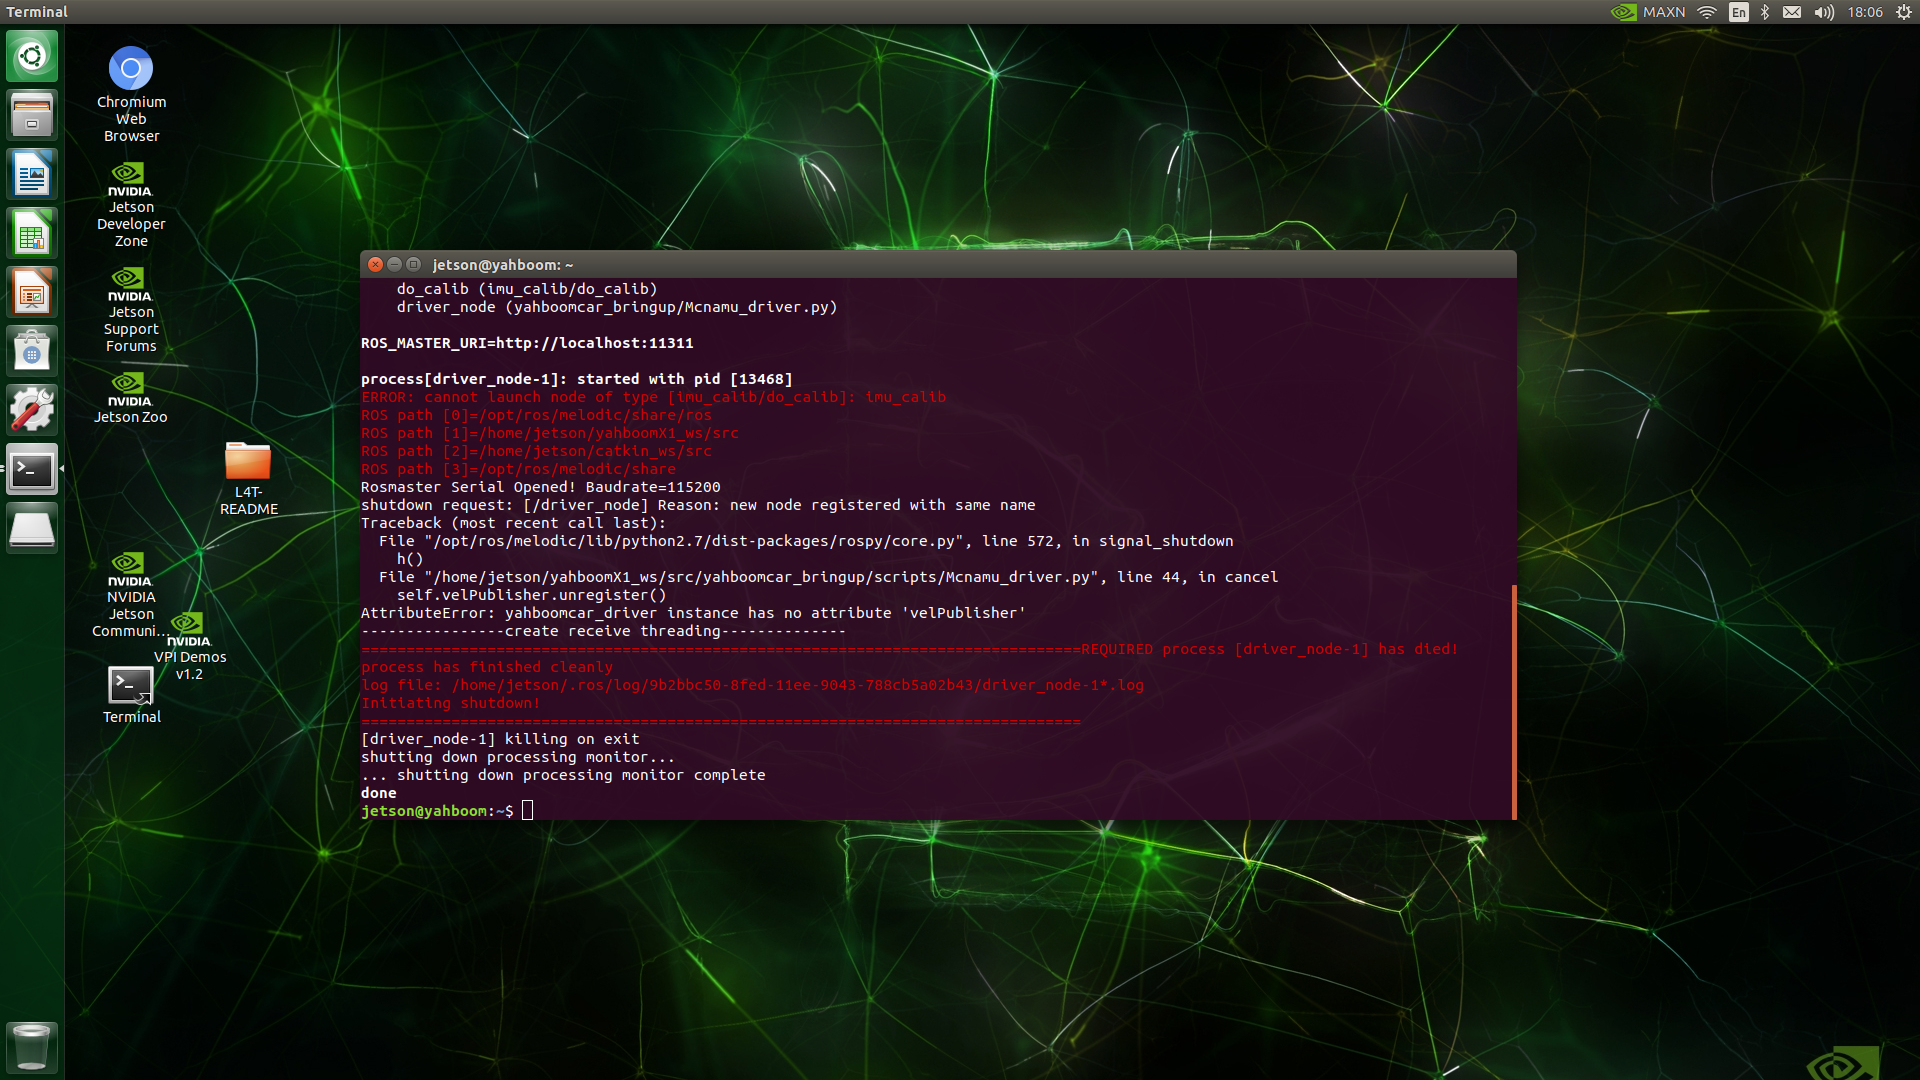 Terminal
MAXN
En
18:06
Chromium
Web
Browser
NVIDIA.
Jetson
Developer
Zone
NVIDIA.
Jetson
Support
Forums
NVIDIA.
Jetson Zoo
L4T-
README
NVIDIA.
NVIDIA
Jetson
Communi...
NVIDIA.
VPI Demos
v1.2
Terminal
jetson@yahboom: ~
do_calib (imu_calib/do_calib)
driver_node (yahboomcar_bringup/Mcnamu_driver.py)
ROS_MASTER_URI=http://localhost:11311
process[driver_node-1]: started with pid [13468]
ERROR: cannot launch node of type [imu_calib/do_calib]: imu_calib
ROS path [0]=/opt/ros/melodic/share/ros
ROS path [1]=/home/jetson/yahboomX1_ws/src
ROS path [2]=/home/jetson/catkin_ws/src
ROS path [3]=/opt/ros/melodic/share
Rosmaster Serial Opened! Baudrate=115200
shutdown request: [/driver_node] Reason: new node registered with same name
Traceback (most recent call last):
File "/opt/ros/melodic/lib/python2.7/dist-packages/rospy/core.py", line 572, in signal_shutdown
h()
File "/home/jetson/yahboomX1_ws/src/yahboomcar_bringup/scripts/Mcnamu_driver.py", line 44, in cancel
self.velPublisher.unregister()
AttributeError: yahboomcar_driver instance has no attribute 'velPublisher'
----------------create receive threading--------------
================================================================================REQUIRED process [driver_node-1] has died!
process has finished cleanly
log file: /home/jetson/.ros/log/9b2bbc50-8fed-11ee-9043-788cb5a02b43/driver_node-1*.log
Initiating shutdown!
================================================================================
[driver_node-1] killing on exit
shutting down processing monitor...
... shutting down processing monitor complete
done
jetson@yahboom:~$